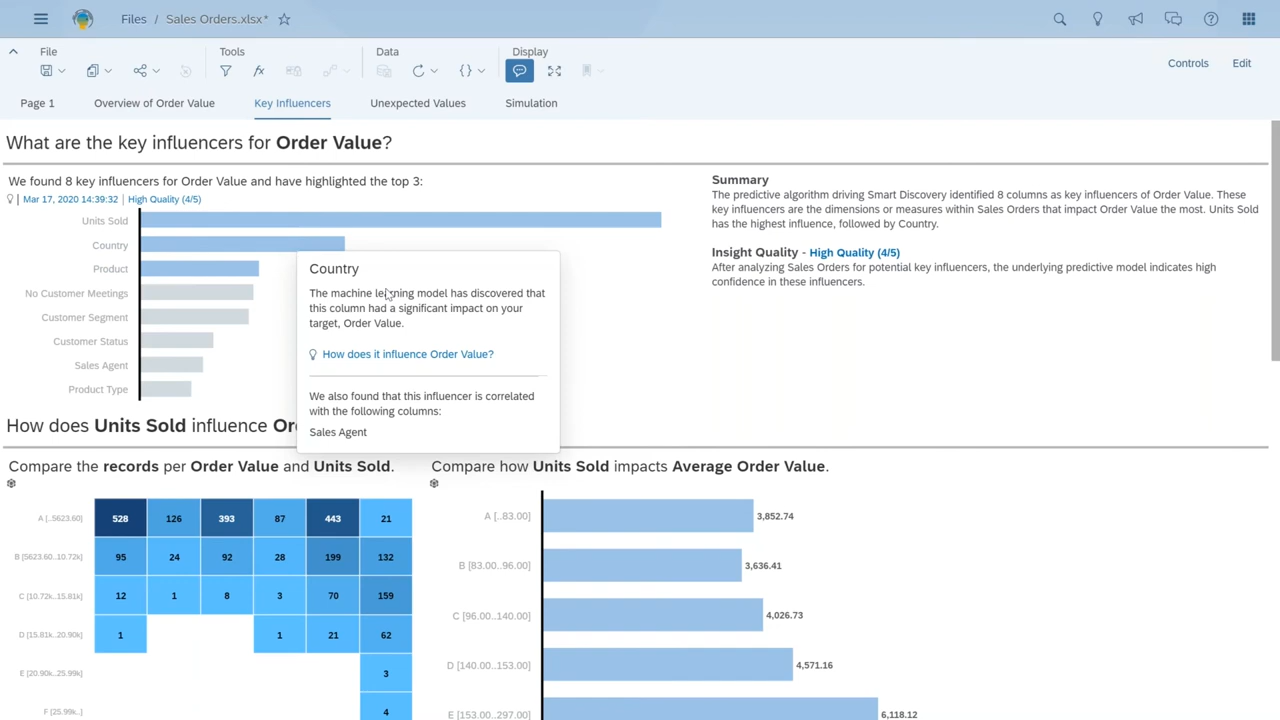 Files / Sales Orders.xlsx*
File
Tools
Data
Display
Controls
Edit
Page 1
Overview of Order Value
Key Influencers
Unexpected Values
Simulation
What are the key influencers for Order Value?
We found 8 key influencers for Order Value and have highlighted the top 3:
Mar 17, 2020 14:39:32 | High Quality (4/5)
Units Sold
Country
Product
No Customer Meetings
Customer Segment
Customer Status
Sales Agent
Product Type
Country
The machine learning model has discovered that
this column had a significant impact on your
target, Order Value.
How does it influence Order Value?
We also found that this influencer is correlated
with the following columns:
Sales Agent
Summary
The predictive algorithm driving Smart Discovery identified 8 columns as key influencers of Order Value. These
key influencers are the dimensions or measures within Sales Orders that impact Order Value the most. Units Sold
has the highest influence, followed by Country.
Insight Quality - High Quality (4/5)
After analyzing Sales Orders for potential key influencers, the underlying predictive model indicates high
confidence in these influencers.
How does Units Sold influence Or
Compare the records per Order Value and Units Sold.
A [..5623.60] 528 126 393 87 443 21
B [5623.60..10.72k] 95 24 92 28 199 132
C [10.72k..15.81k] 12 1 8 3 70 159
D [15.81k..20.90k] 1 1 21 62
E [20.90k..25.99k] 3
F [25.99k..] 4
Compare how Units Sold impacts Average Order Value.
A [..83.00] 3,852.74
B [83.00..96.00] 3,636.41
C [96.00..140.00] 4,026.73
D [140.00..153.00] 4,571.16
E [153.00..297.00] 6,118.12